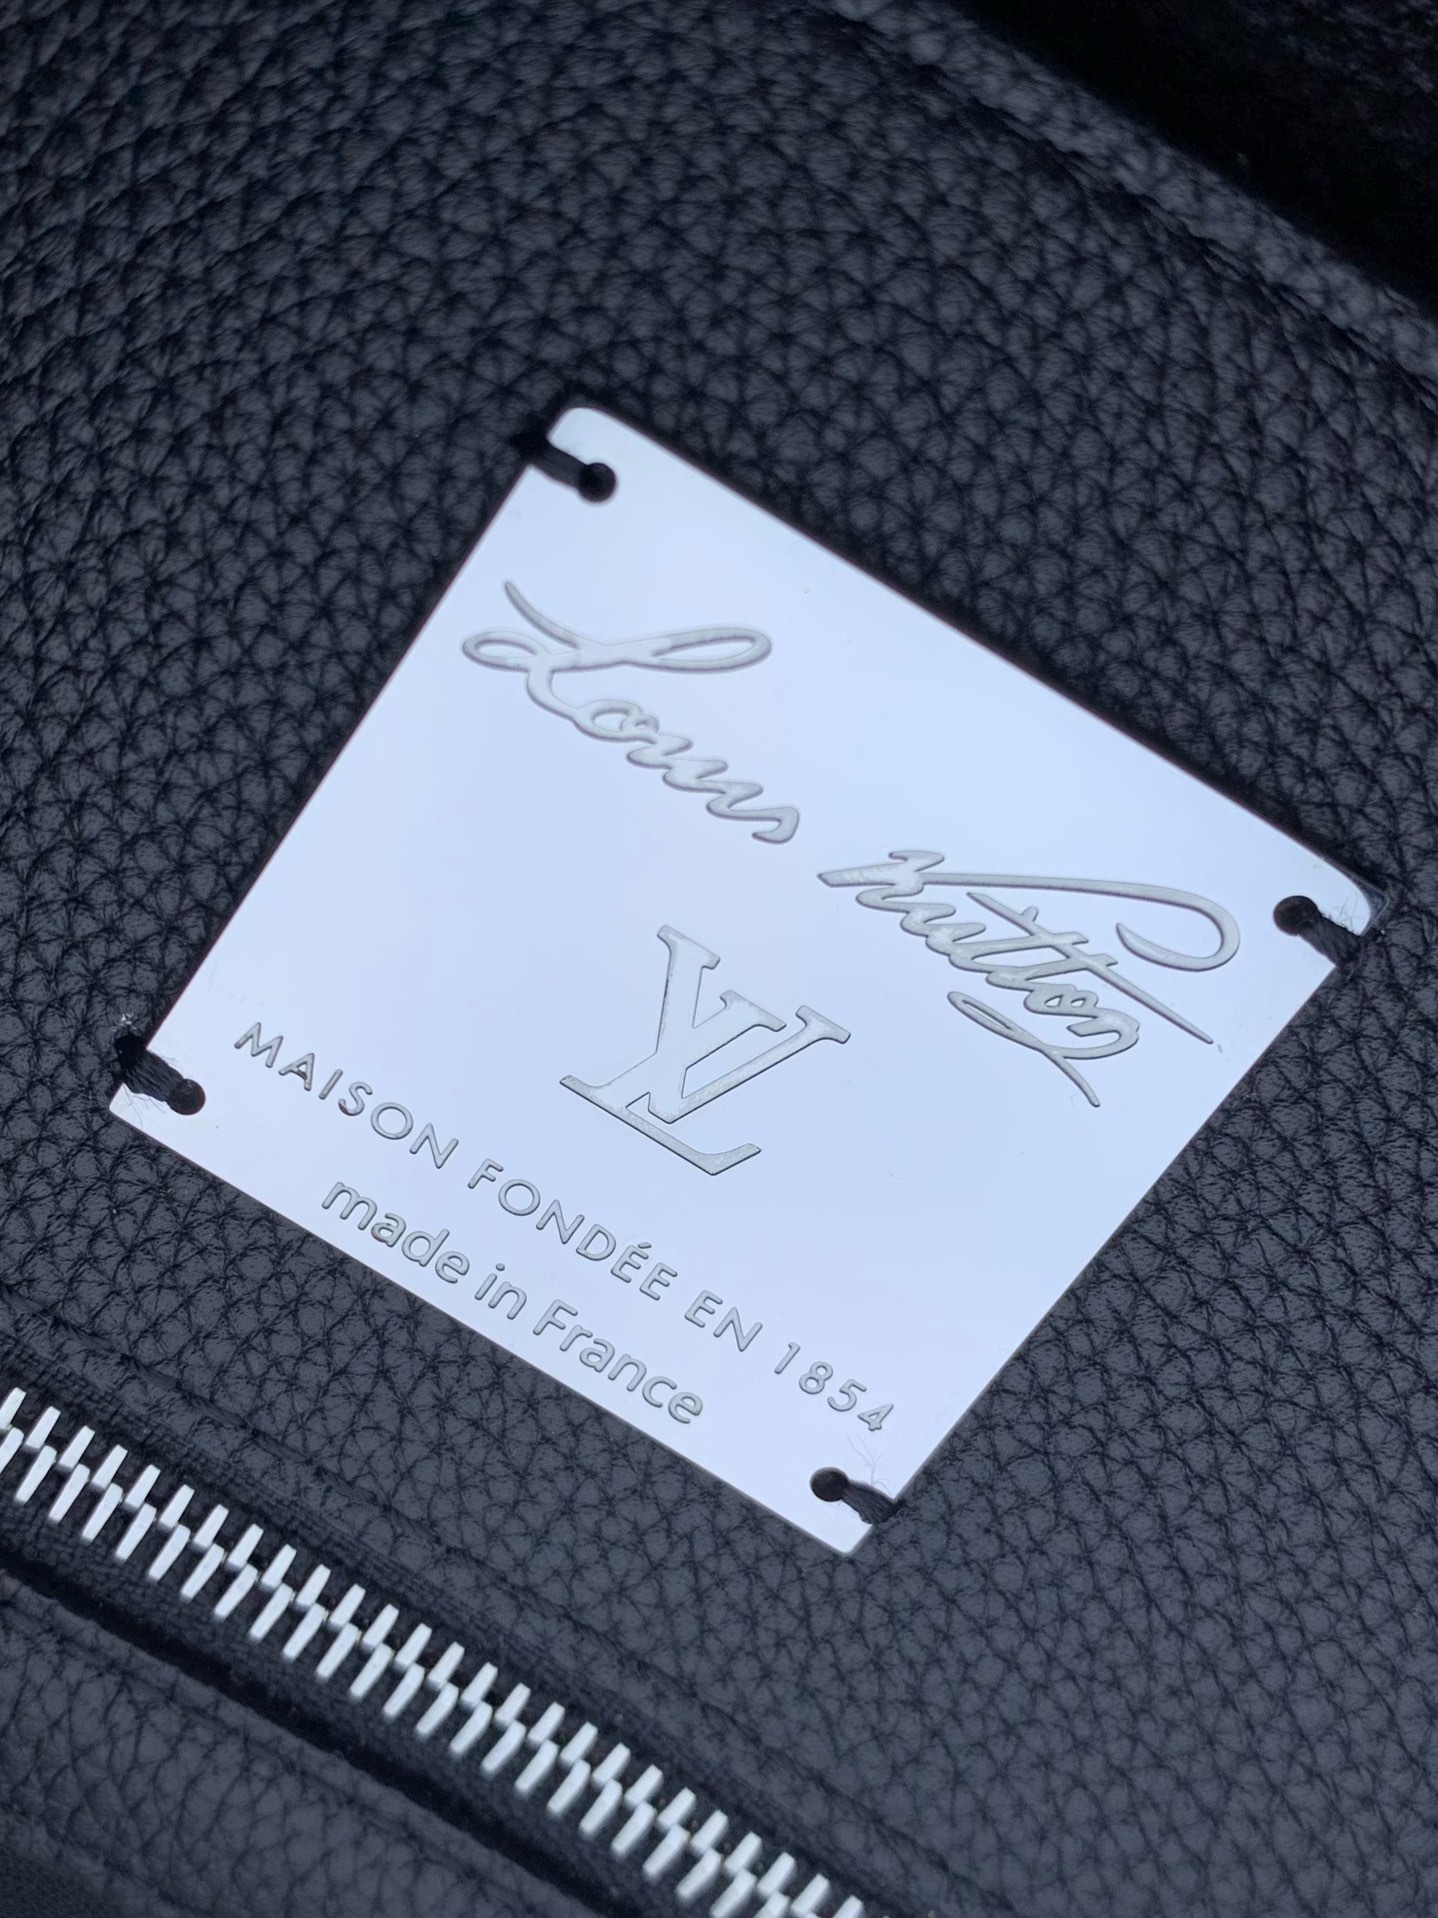 Louis Vuitton
LV
MAISON FONDÉE EN 1854
made in France